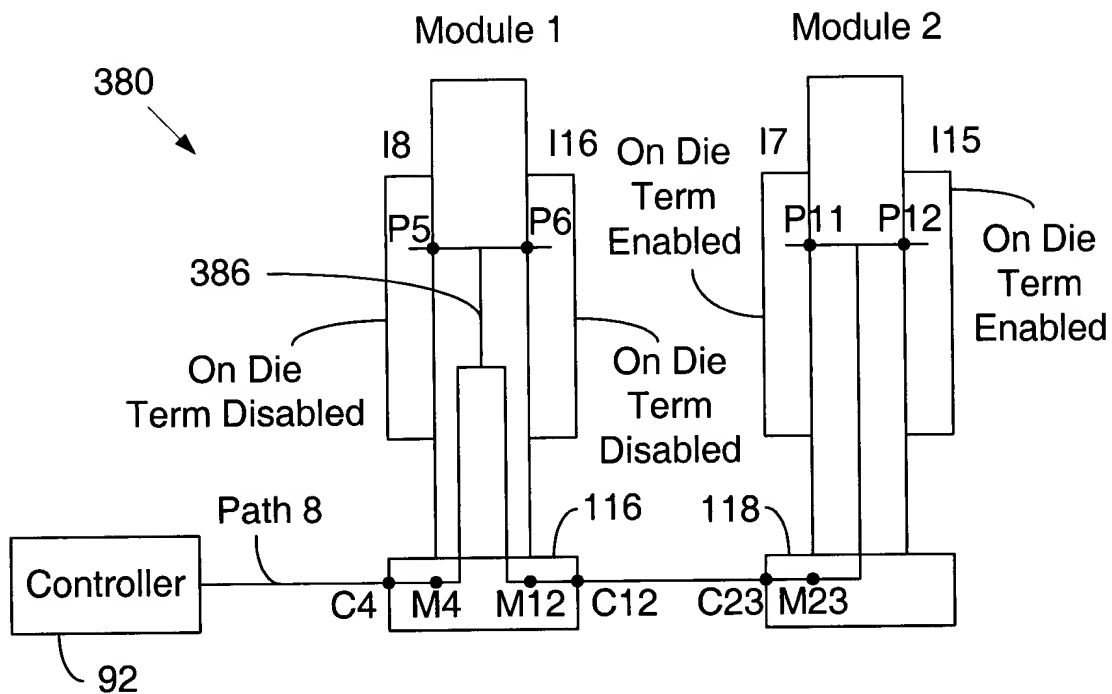 Module 1
Module 2
380
I8
I16
On Die
Term
Enabled
I7
I15
P5
P6
P11
P12
On Die
Term
Enabled
386
On Die
Term Disabled
On Die
Term
Disabled
Path 8
116
118
Controller
C4
M4
M12
C12
C23
M23
92